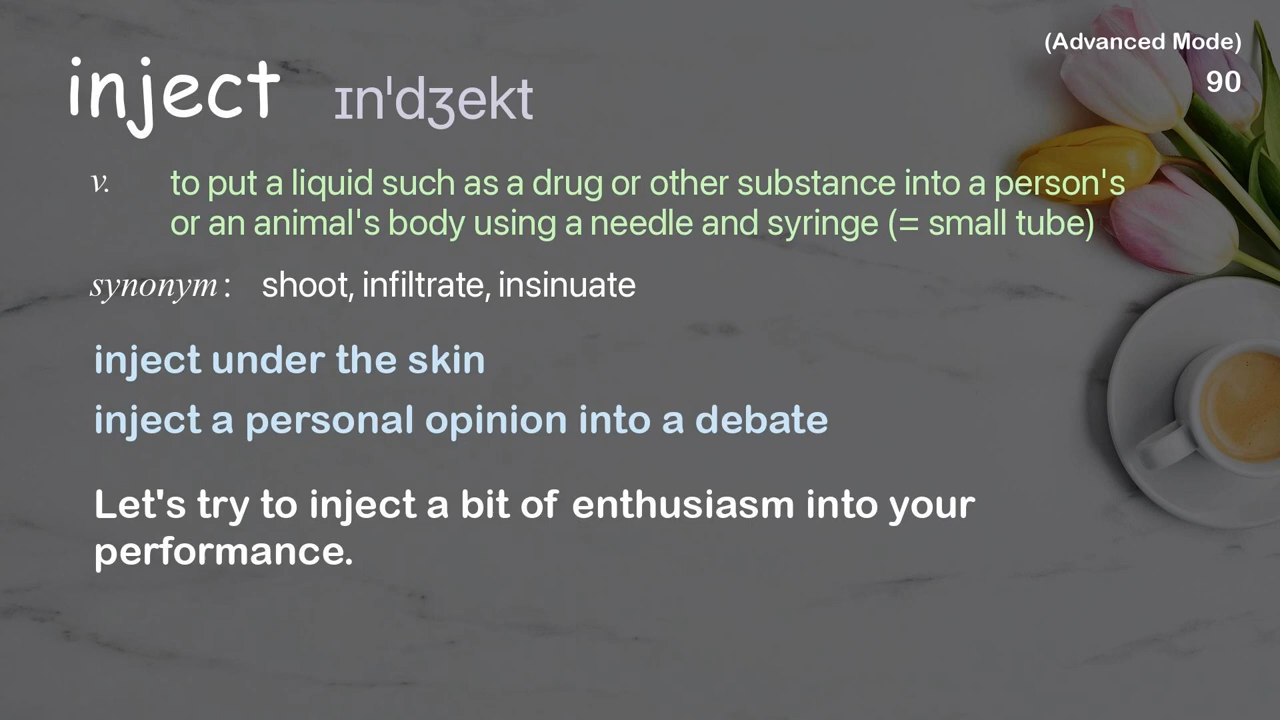 (Advanced Mode)
90
inject ɪn'dʒekt
v. to put a liquid such as a drug or other substance into a person's
or an animal's body using a needle and syringe (= small tube)
synonym: shoot, infiltrate, insinuate
inject under the skin
inject a personal opinion into a debate
Let's try to inject a bit of enthusiasm into your
performance.